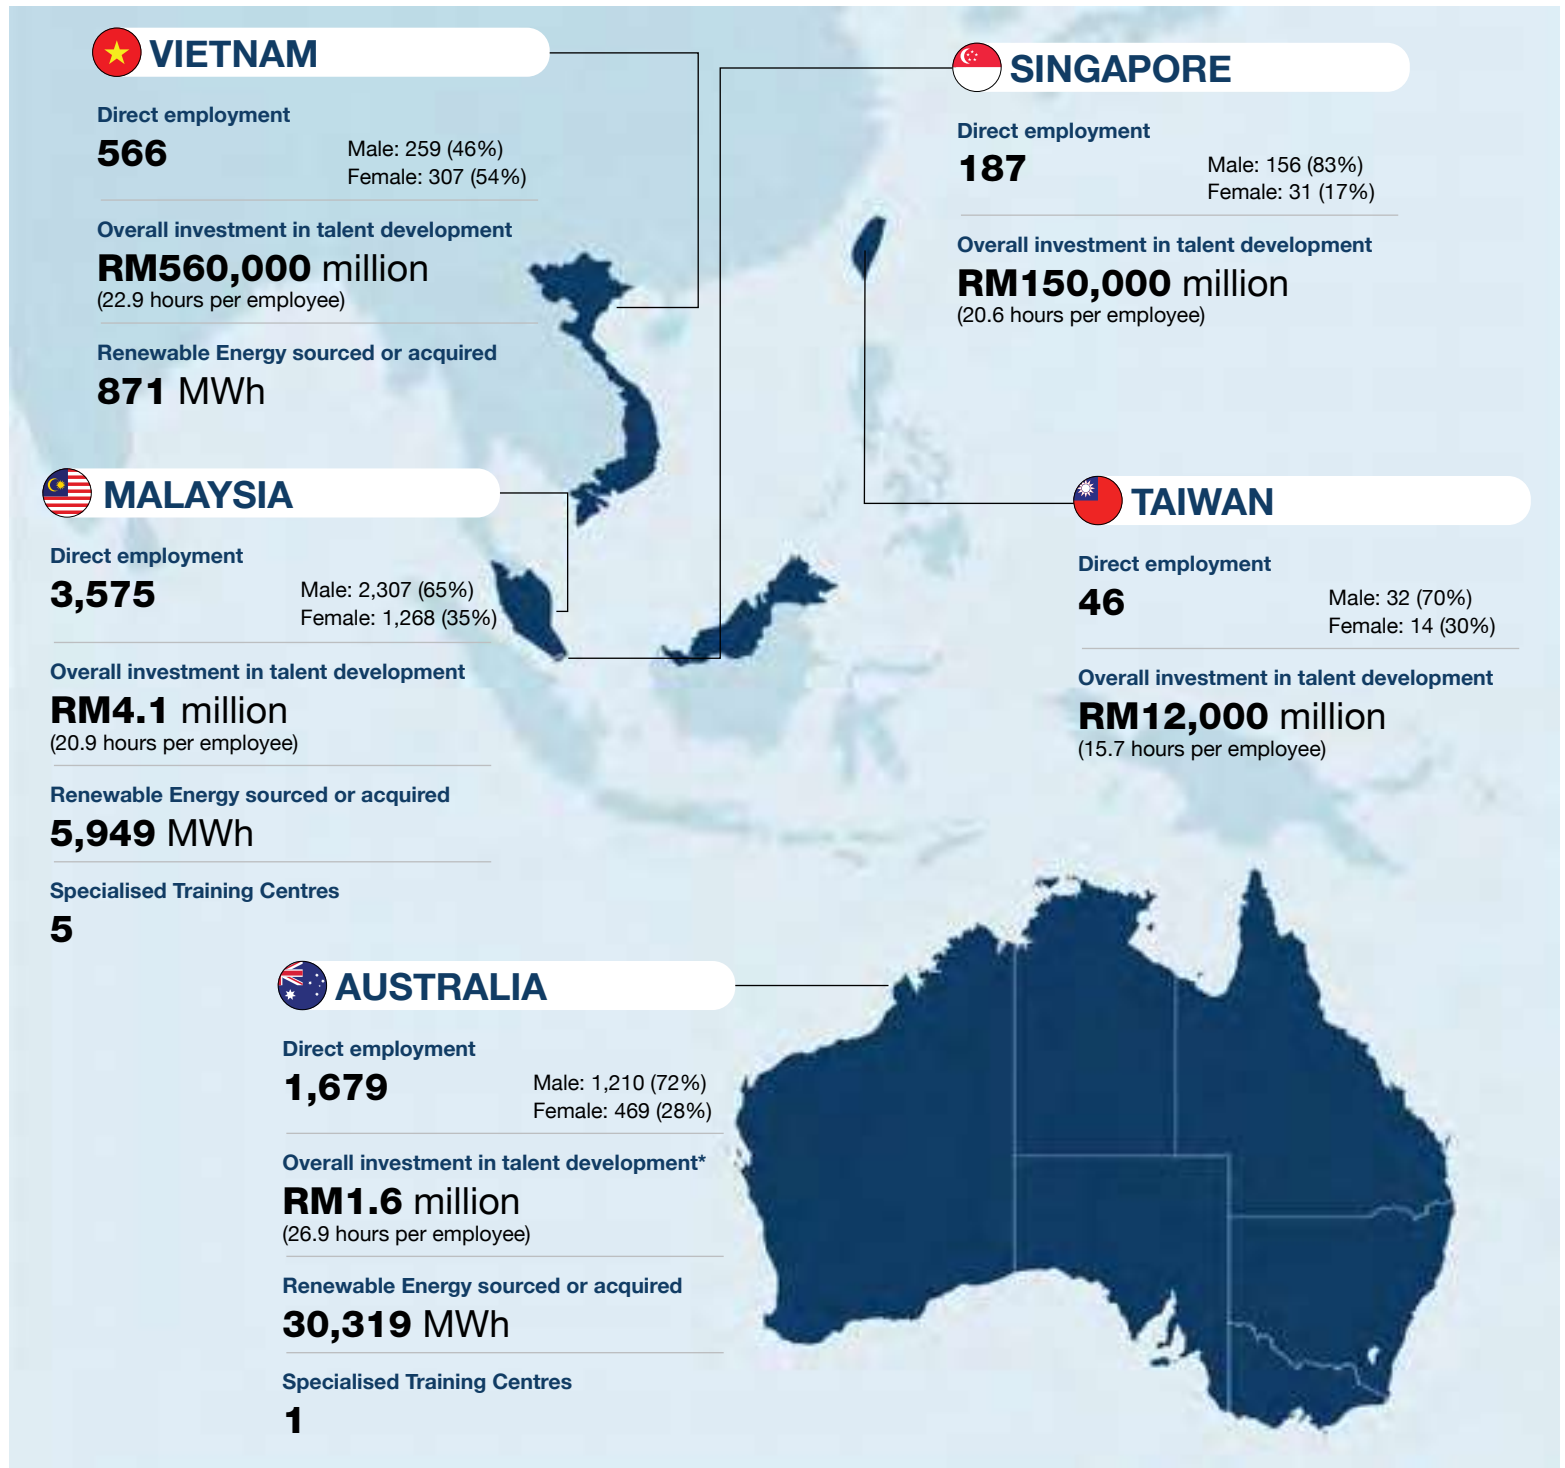 VIETNAM
Direct employment
566
Male: 259 (46%)
Female: 307 (54%)
Overall investment in talent development
RM560,000 million
(22.9 hours per employee)
Renewable Energy sourced or acquired
871 MWh
SINGAPORE
Direct employment
187
Male: 156 (83%)
Female: 31 (17%)
Overall investment in talent development
RM150,000 million
(20.6 hours per employee)
MALAYSIA
Direct employment
3,575
Male: 2,307 (65%)
Female: 1,268 (35%)
Overall investment in talent development
RM4.1 million
(20.9 hours per employee)
Renewable Energy sourced or acquired
5,949 MWh
Specialised Training Centres
5
TAIWAN
Direct employment
46
Male: 32 (70%)
Female: 14 (30%)
Overall investment in talent development
RM12,000 million
(15.7 hours per employee)
AUSTRALIA
Direct employment
1,679
Male: 1,210 (72%)
Female: 469 (28%)
Overall investment in talent development*
RM1.6 million
(26.9 hours per employee)
Renewable Energy sourced or acquired
30,319 MWh
Specialised Training Centres
1